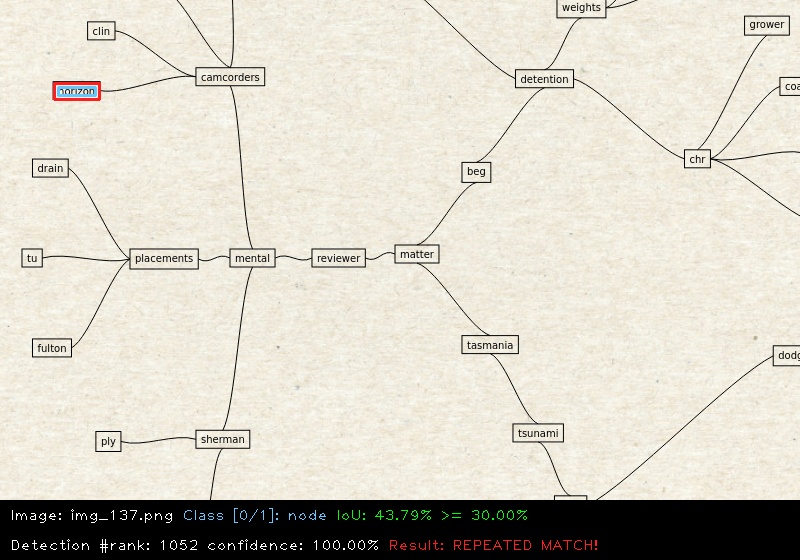 weights
grower
clin
camcorders
detention
coa
horizon
chr
drain
beg
tu
placements
mental
reviewer
matter
fulton
tasmania
dodg
ply
sherman
tsunami
Image: img_137.png Class [0/1]: node IoU: 43.79% >= 30.00%
Detection #rank: 1052 confidence: 100.00% Result: REPEATED MATCH!